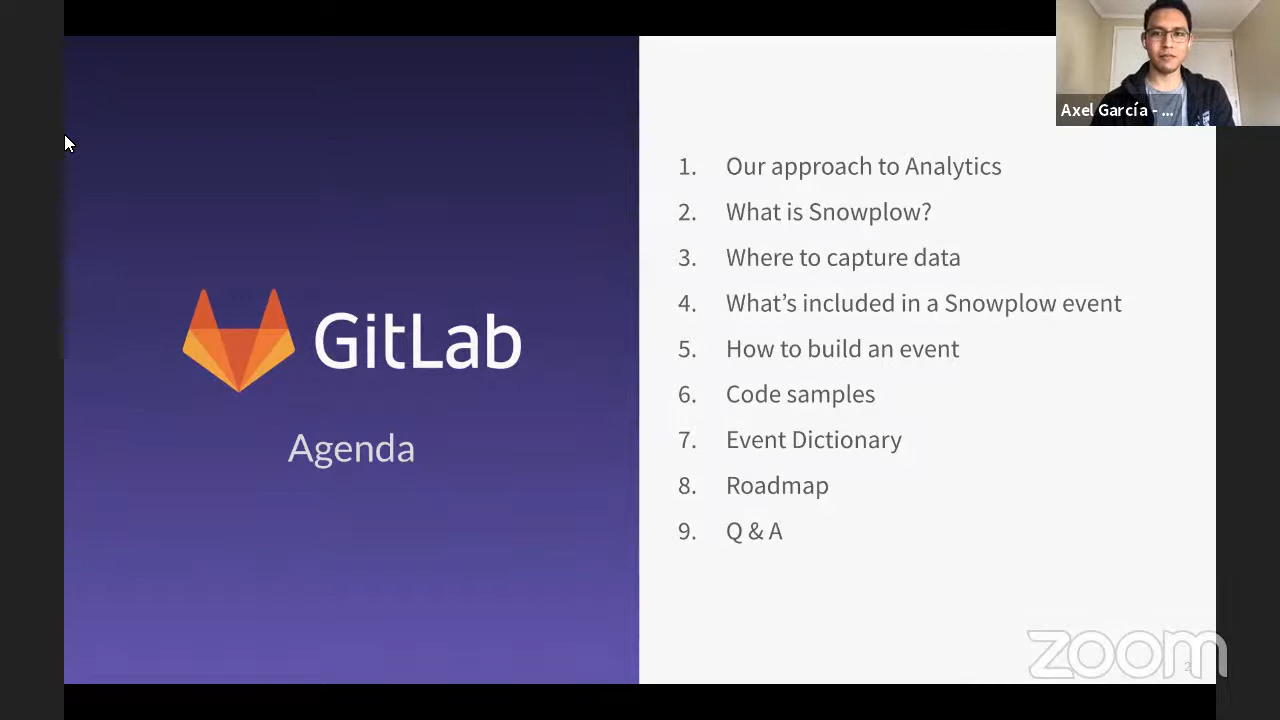 Axel García - ...
GitLab
Agenda
1. Our approach to Analytics
2. What is Snowplow?
3. Where to capture data
4. What’s included in a Snowplow event
5. How to build an event
6. Code samples
7. Event Dictionary
8. Roadmap
9. Q & A
zoom
2